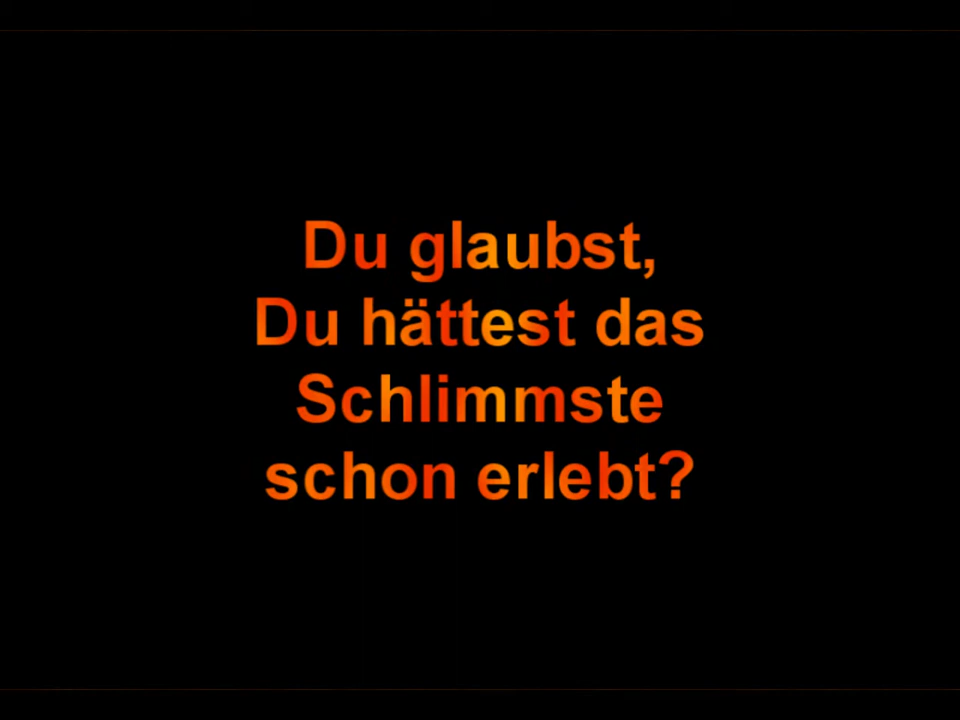 Du glaubst,
Du hättest das
Schlimmste
schon erlebt?